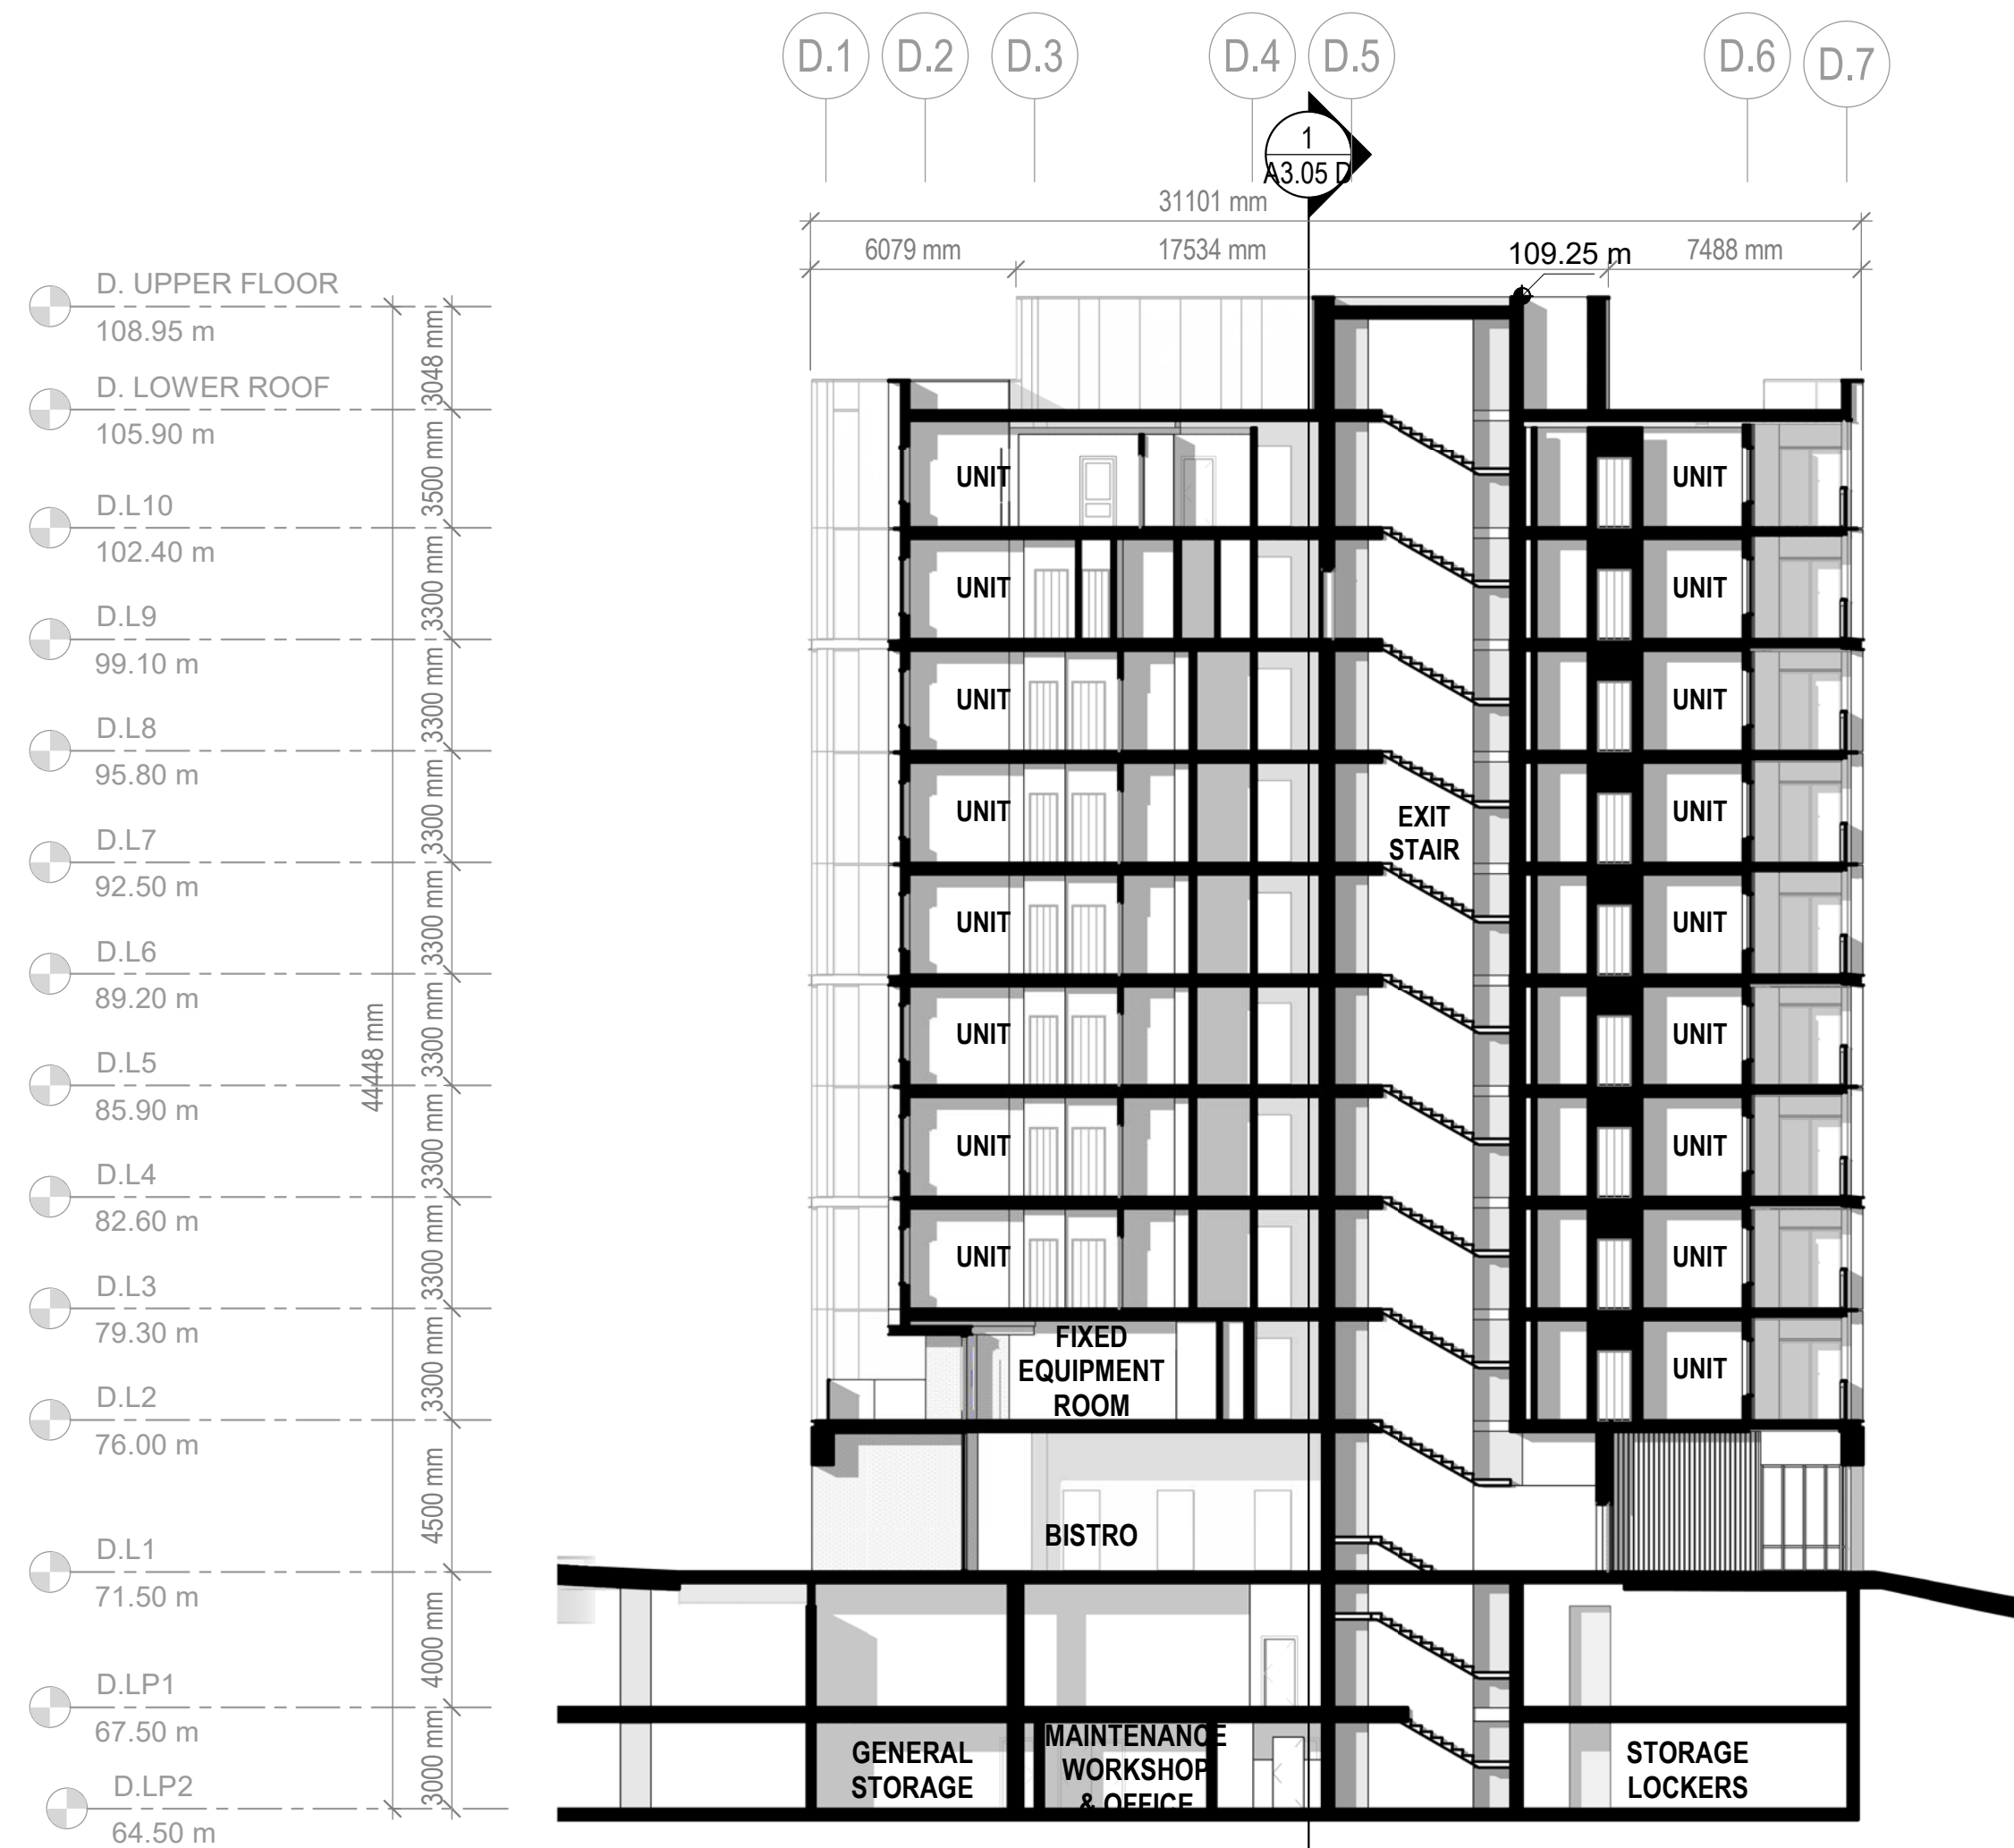 D.1 D.2 D.3 D.4 D.5 D.6 D.7
1
A3.05 D
31101 mm
6079 mm 17534 mm 7488 mm
109.25 m
D. UPPER FLOOR
108.95 m
3048 mm
D. LOWER ROOF
105.90 m
3500 mm
D.L10
102.40 m
3300 mm
D.L9
99.10 m
3300 mm
D.L8
95.80 m
3300 mm
D.L7
92.50 m
3300 mm
D.L6
89.20 m
3300 mm
D.L5
85.90 m
3300 mm
D.L4
82.60 m
3300 mm
D.L3
79.30 m
3300 mm
D.L2
76.00 m
4500 mm
D.L1
71.50 m
4000 mm
D.LP1
67.50 m
3000 mm
D.LP2
64.50 m
44448 mm
UNIT UNIT
UNIT UNIT
UNIT UNIT
UNIT UNIT
EXIT
STAIR
UNIT UNIT
UNIT UNIT
UNIT UNIT
UNIT UNIT
FIXED
EQUIPMENT
ROOM
UNIT
BISTRO
GENERAL
STORAGE
MAINTENANCE
WORKSHOP
& OFFICE
STORAGE
LOCKERS